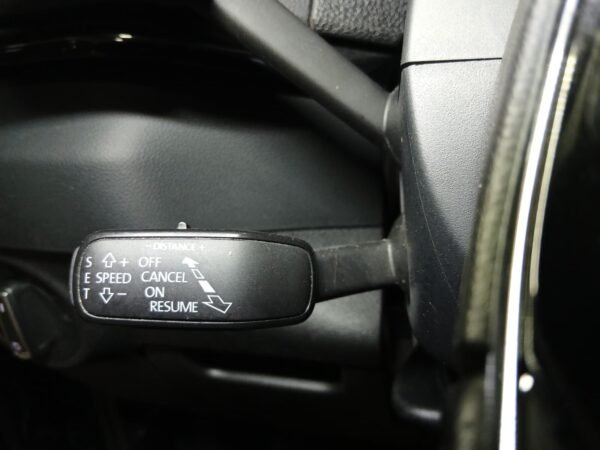 - DISTANCE +
S + OFF
E SPEED CANCEL
T - ON
RESUME